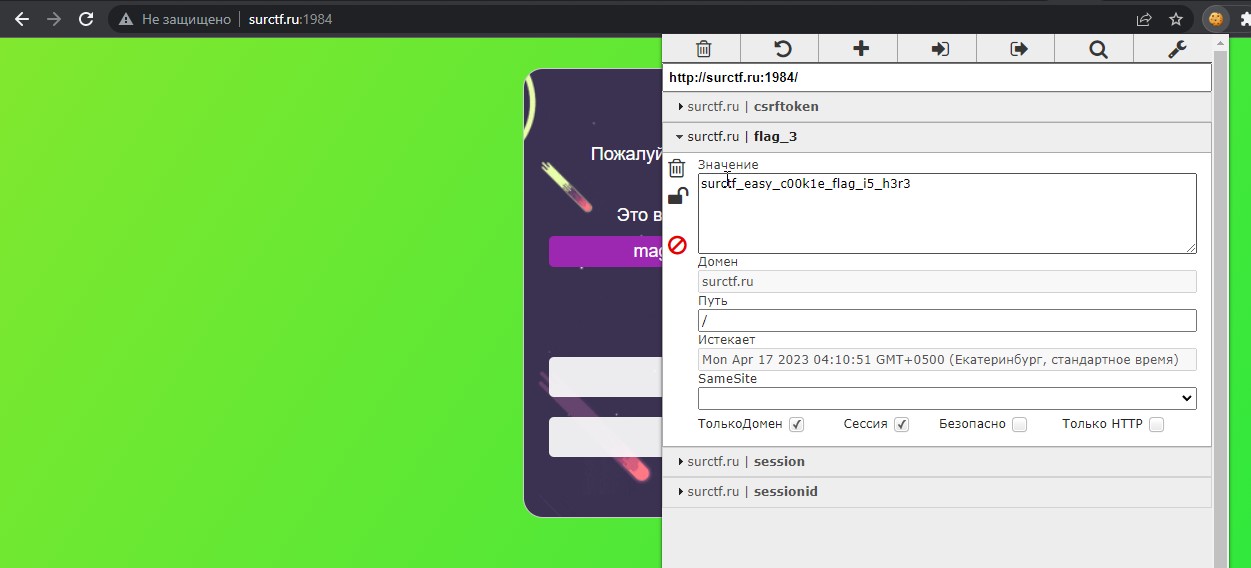 Не защищено surctf.ru:1984
http://surctf.ru:1984/
surctf.ru | csrftoken
surctf.ru | flag_3
Значение
surctf_easy_c00k1e_flag_i5_h3r3
Домен
surctf.ru
Путь
/
Истекает
Mon Apr 17 2023 04:10:51 GMT+0500 (Екатеринбург, стандартное время)
SameSite
ТолькоДомен Сессия Безопасно Только HTTP
surctf.ru | session
surctf.ru | sessionid
Пожалуй
Это в
mag